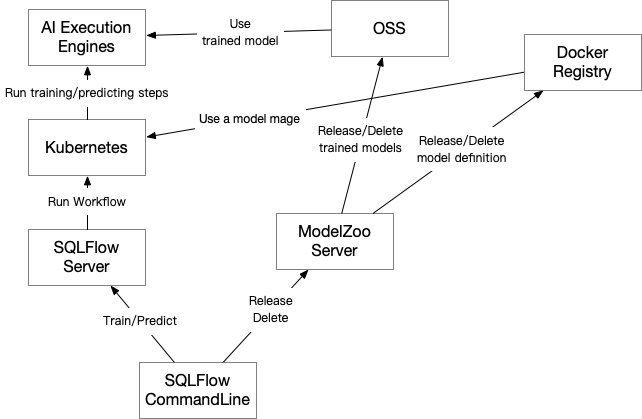 AI Execution
Engines
Use
trained model
OSS
Docker
Registry
Run training/predicting steps
Use a model mage
Kubernetes
Release/Delete
trained models
Release/Delete
model definition
Run Workflow
ModelZoo
Server
SQLFlow
Server
Release
Delete
Train/Predict
SQLFlow
CommandLine